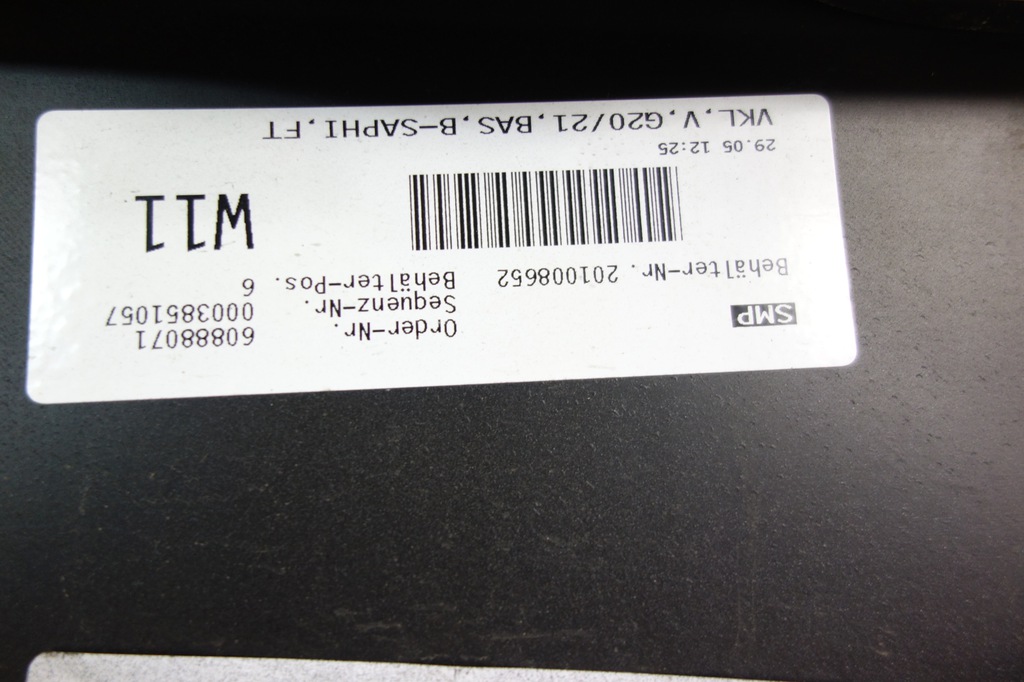 SMP
Order-Nr. 60888071
Sequenz-Nr. 0003851057
Behälter-Nr. 201008652 Behälter-Pos. 6
W11
29.05 12:25
VKL,V,G20/21,BAS,B-SAPHI,FT